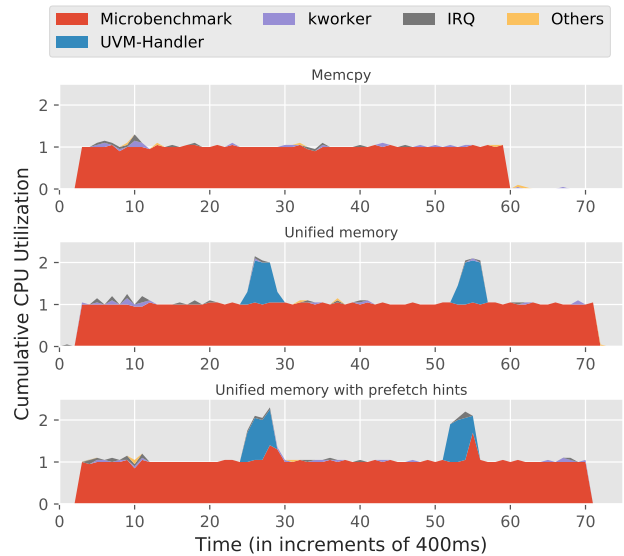 Microbenchmark kworker IRQ Others
UVM-Handler
Memcpy
2
1
0
0 10 20 30 40 50 60 70
Unified memory
2
1
0
0 10 20 30 40 50 60 70
Unified memory with prefetch hints
2
1
0
0 10 20 30 40 50 60 70
Cumulative CPU Utilization
Time (in increments of 400ms)